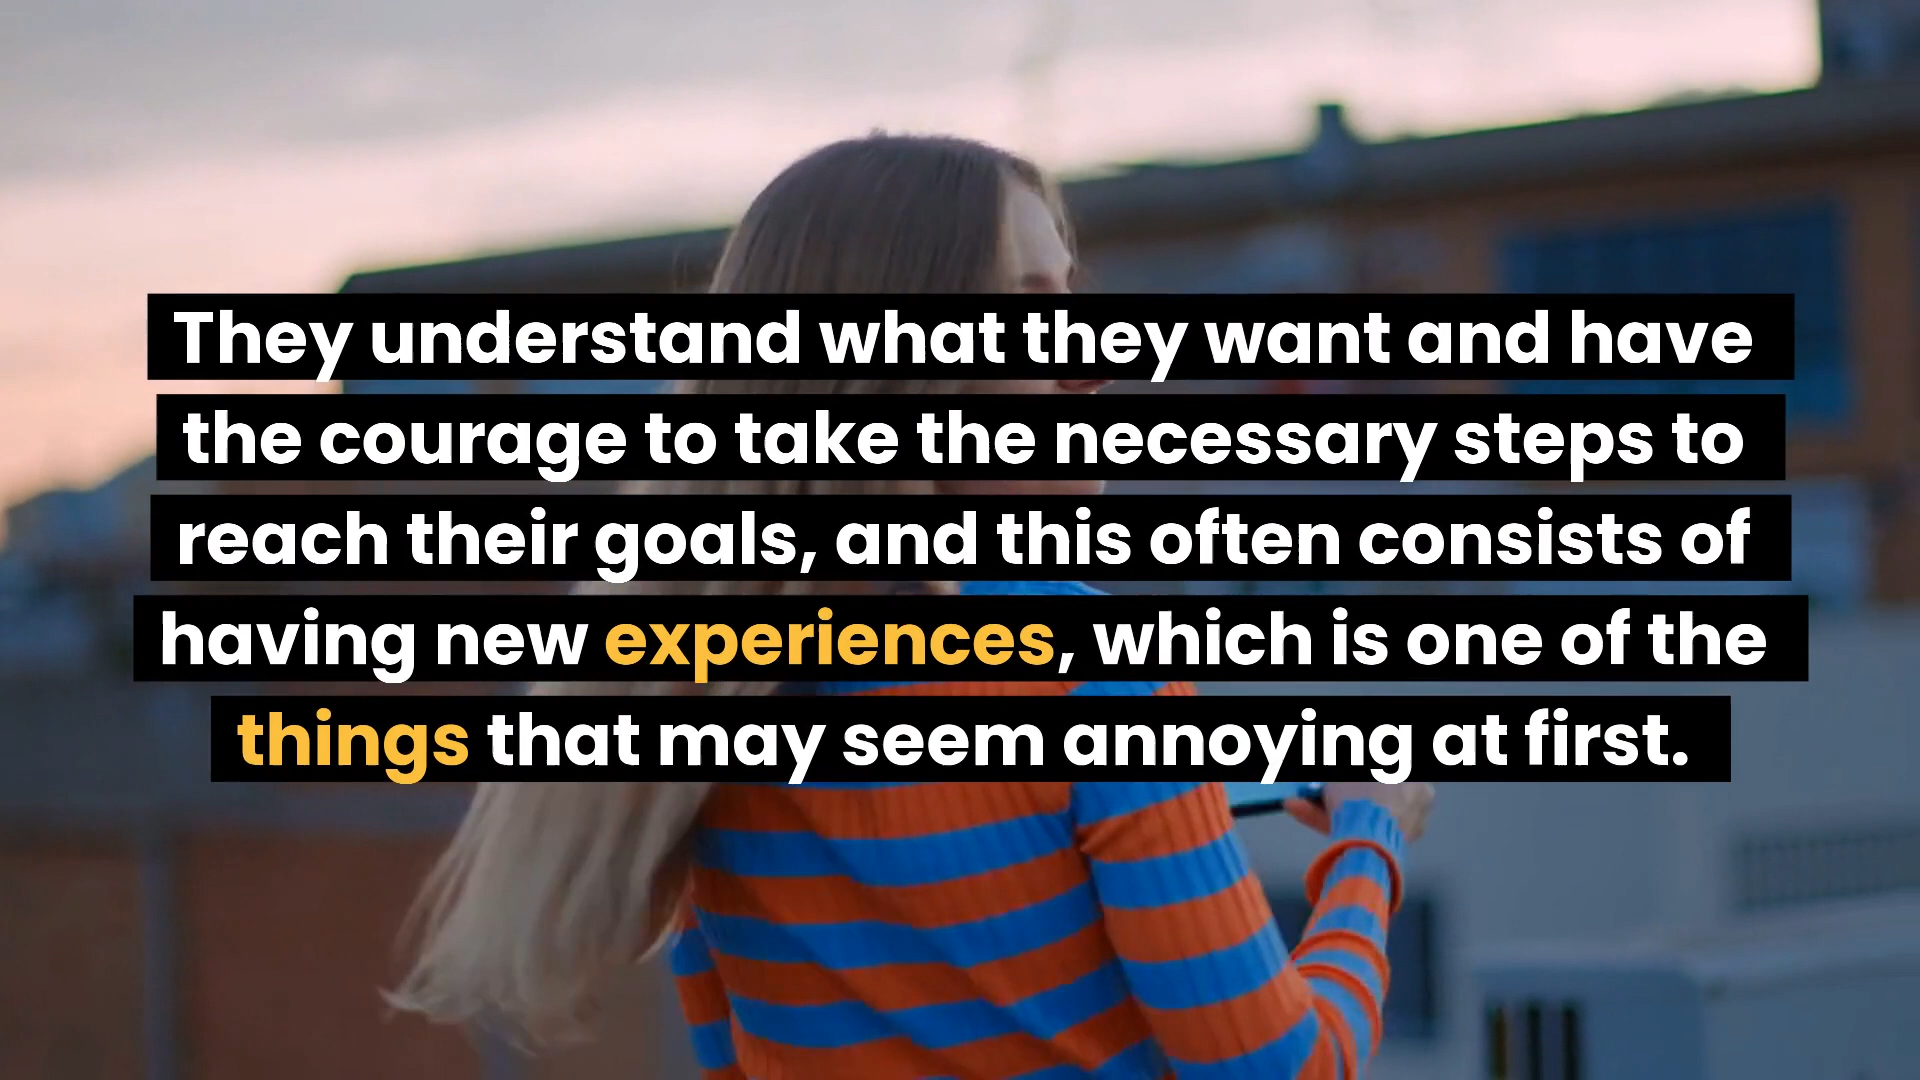 They understand what they want and have
the courage to take the necessary steps to
reach their goals, and this often consists of
having new experiences, which is one of the
things that may seem annoying at first.